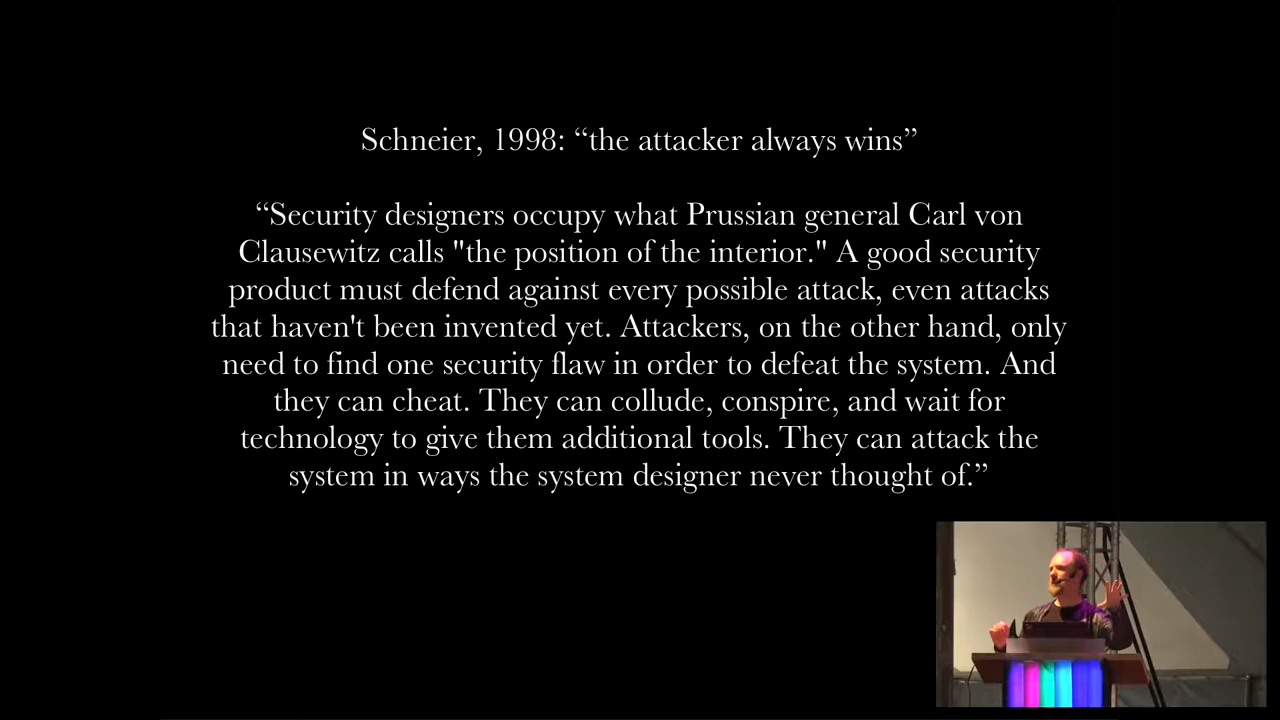 Schneier, 1998: “the attacker always wins”
“Security designers occupy what Prussian general Carl von
Clausewitz calls "the position of the interior." A good security
product must defend against every possible attack, even attacks
that haven't been invented yet. Attackers, on the other hand, only
need to find one security flaw in order to defeat the system. And
they can cheat. They can collude, conspire, and wait for
technology to give them additional tools. They can attack the
system in ways the system designer never thought of.”